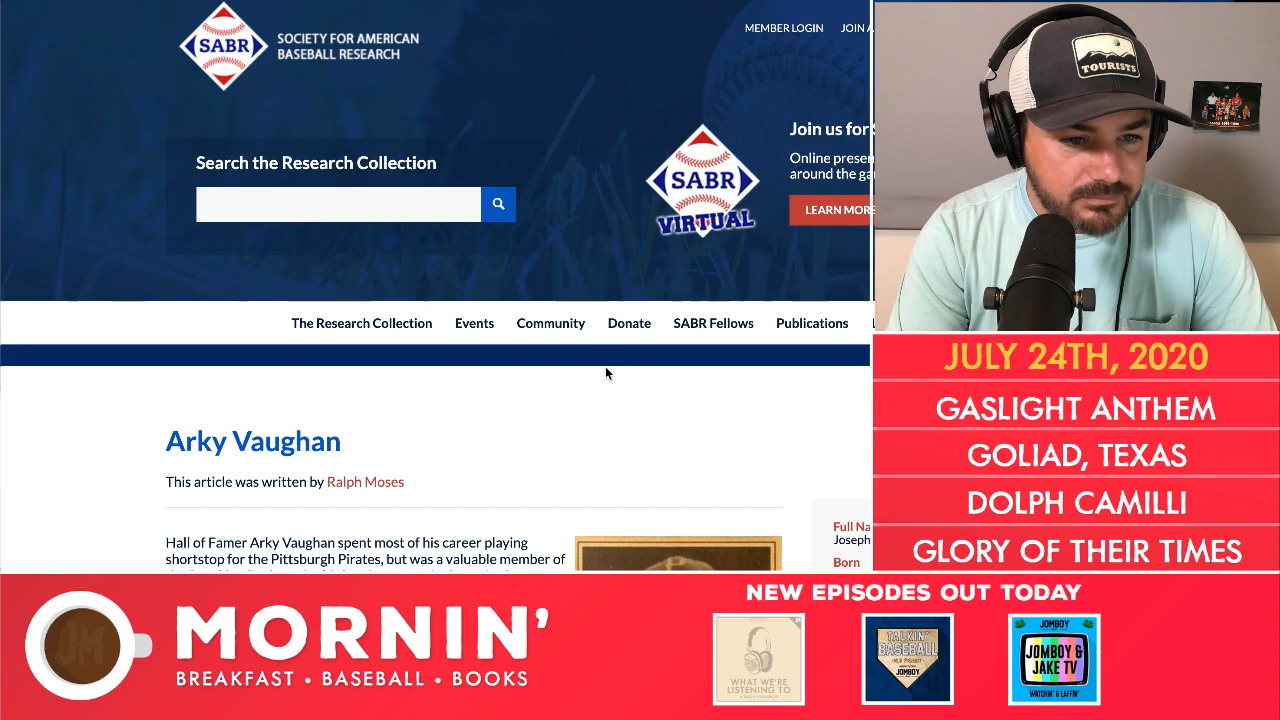 SABR
SOCIETY FOR AMERICAN
BASEBALL RESEARCH
MEMBER LOGIN JOIN
Search the Research Collection
SABR
VIRTUAL
Join us for
Online presen
around the ga
LEARN MORE
The Research Collection Events Community Donate SABR Fellows Publications
Arky Vaughan
This article was written by Ralph Moses
Hall of Famer Arky Vaughan spent most of his career playing
shortstop for the Pittsburgh Pirates, but was a valuable member of
Full Na
Joseph
Born
TOURISTS
JULY 24TH, 2020
GASLIGHT ANTHEM
GOLIAD, TEXAS
DOLPH CAMILLI
GLORY OF THEIR TIMES
JM
MORNIN'
BREAKFAST • BASEBALL • BOOKS
NEW EPISODES OUT TODAY
WHAT WE'RE
LISTENING TO
TALKIN'
BASEBALL
MLB PODCAST
JOMBOY
JOMBOY
JOMBOY &
JAKE TV
WATCHIN' & LAFFIN'